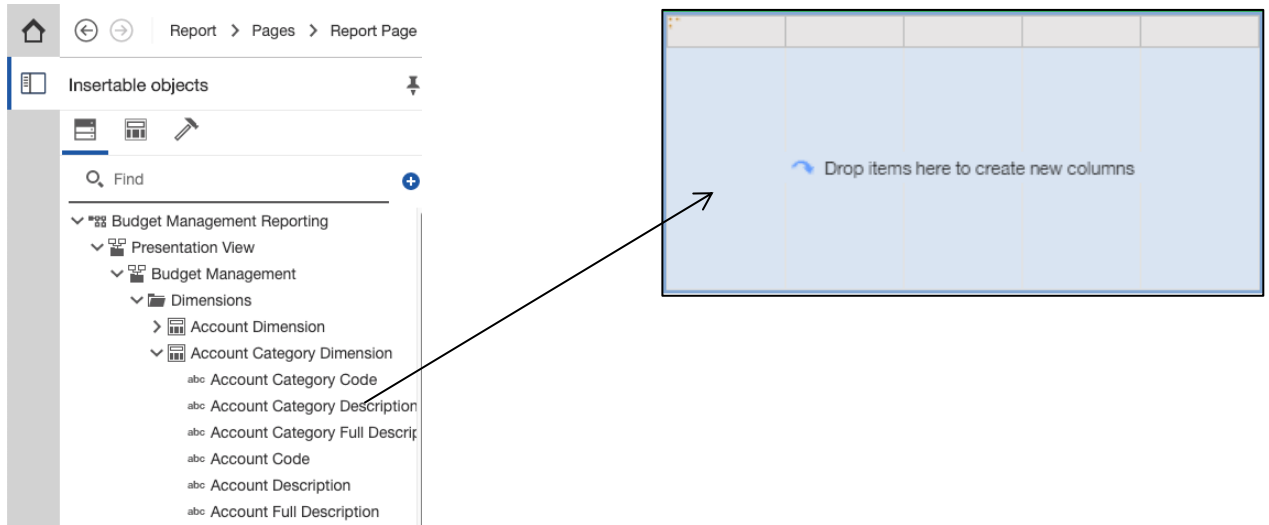 Report > Pages > Report Page
Insertable objects
Find
Budget Management Reporting
Presentation View
Budget Management
Dimensions
Account Dimension
Account Category Dimension
abc Account Category Code
abc Account Category Description
abc Account Category Full Descrip
abc Account Code
abc Account Description
abc Account Full Description
Drop items here to create new columns